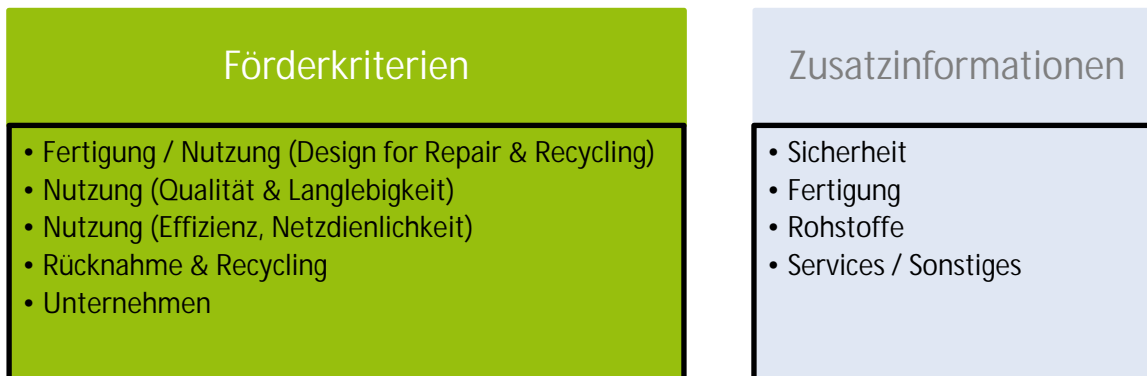 Förderkriterien
• Fertigung / Nutzung (Design for Repair & Recycling)
• Nutzung (Qualität & Langlebigkeit)
• Nutzung (Effizienz, Netzdienlichkeit)
• Rücknahme & Recycling
• Unternehmen
Zusatzinformationen
• Sicherheit
• Fertigung
• Rohstoffe
• Services / Sonstiges